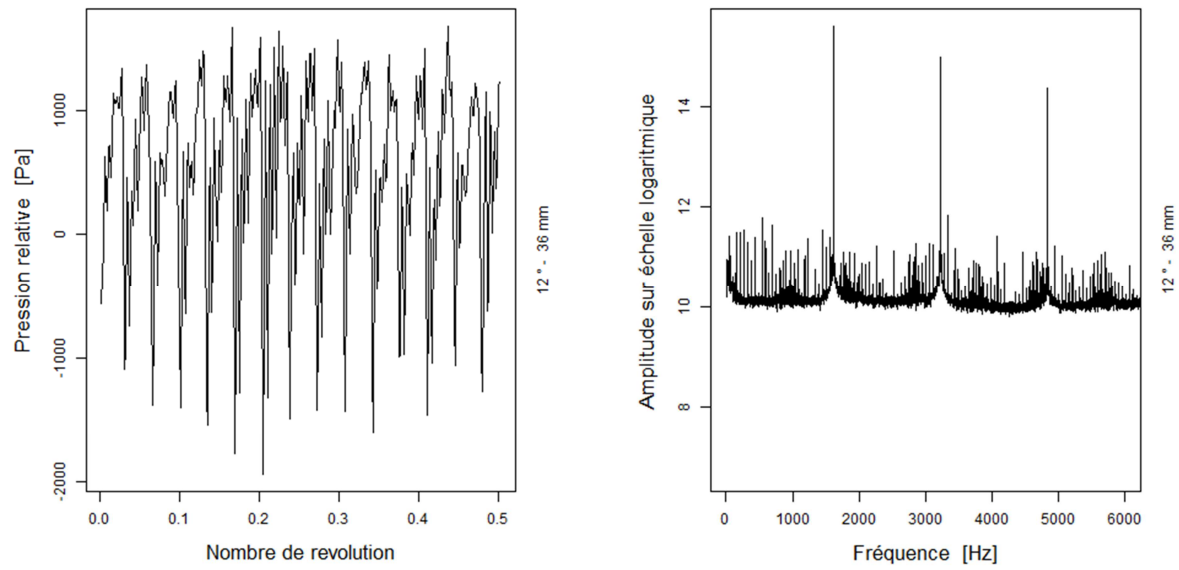 Pression relative [Pa]
1000
0
-1000
-2000
0.0 0.1 0.2 0.3 0.4 0.5
Nombre de revolution
12 ° - 36 mm
Amplitude sur échelle logaritmique
14
12
10
8
0 1000 2000 3000 4000 5000 6000
Fréquence [Hz]
12 ° - 36 mm